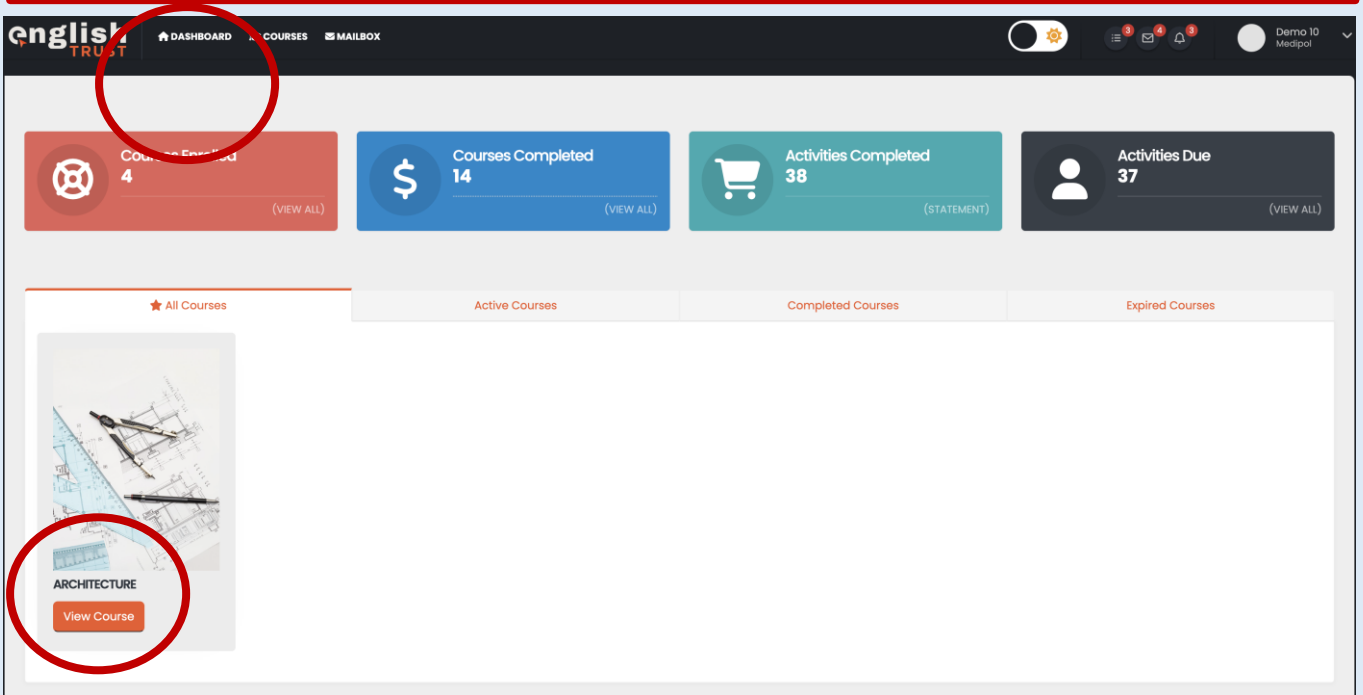 english
TRUST
DASHBOARD COURSES MAILBOX
3 4 3
Demo 10
Medipol
Courses Enrolled
4
(VIEW ALL)
Courses Completed
14
(VIEW ALL)
Activities Completed
38
(STATEMENT)
Activities Due
37
(VIEW ALL)
All Courses
Active Courses
Completed Courses
Expired Courses
ARCHITECTURE
View Course